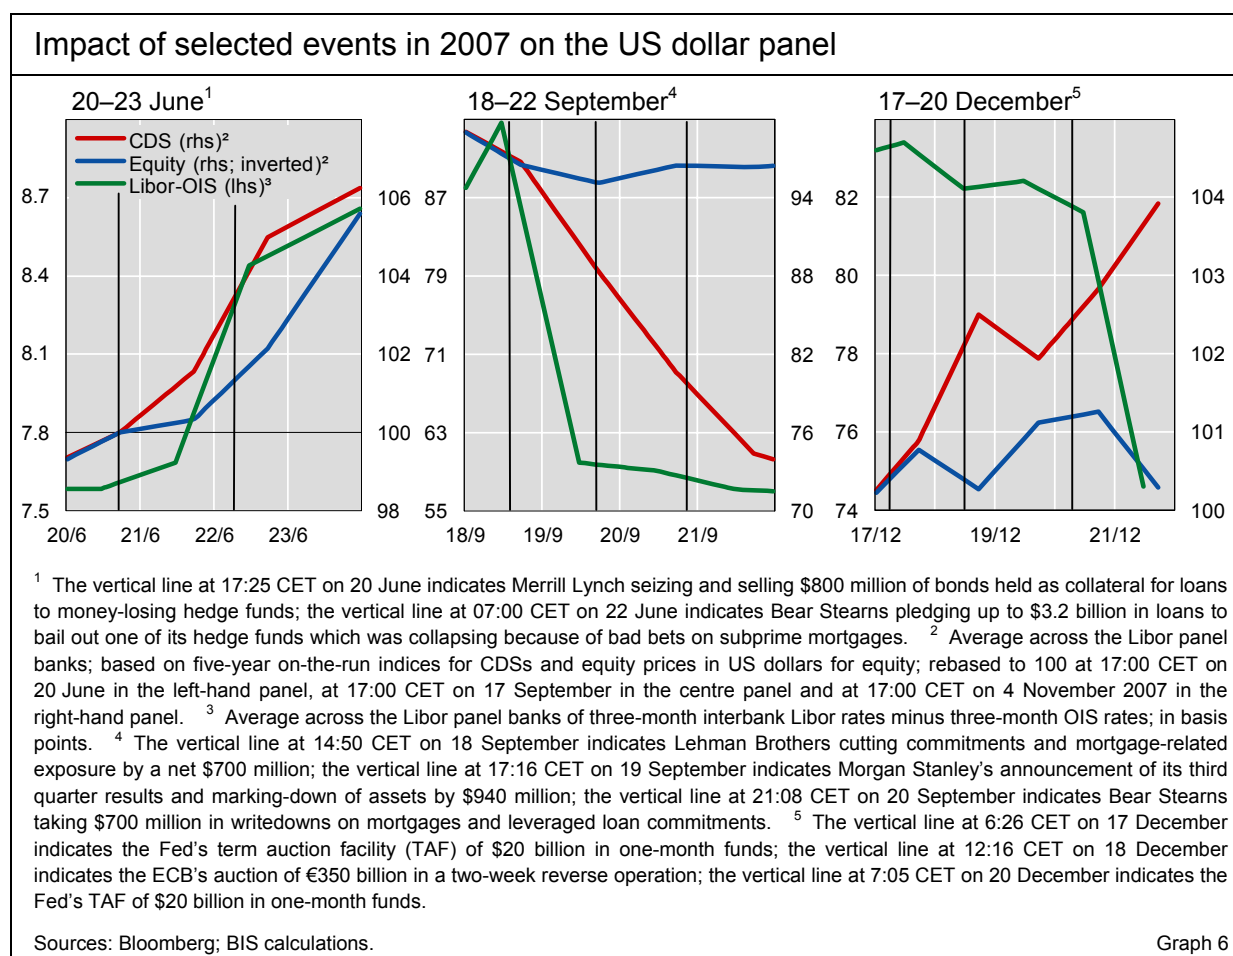 Impact of selected events in 2007 on the US dollar panel
20–23 June¹
18–22 September⁴
17–20 December⁵
CDS (rhs)²
Equity (rhs; inverted)²
Libor-OIS (lhs)³
8.7
8.4
8.1
7.8
7.5
106
104
102
100
98
20/6 21/6 22/6 23/6
87
79
71
63
55
94
88
82
76
70
18/9 19/9 20/9 21/9
82
80
78
76
74
104
103
102
101
100
17/12 19/12 21/12
¹ The vertical line at 17:25 CET on 20 June indicates Merrill Lynch seizing and selling $800 million of bonds held as collateral for loans
to money-losing hedge funds; the vertical line at 07:00 CET on 22 June indicates Bear Stearns pledging up to $3.2 billion in loans to
bail out one of its hedge funds which was collapsing because of bad bets on subprime mortgages. ² Average across the Libor panel
banks; based on five-year on-the-run indices for CDSs and equity prices in US dollars for equity; rebased to 100 at 17:00 CET on
20 June in the left-hand panel, at 17:00 CET on 17 September in the centre panel and at 17:00 CET on 4 November 2007 in the
right-hand panel. ³ Average across the Libor panel banks of three-month interbank Libor rates minus three-month OIS rates; in basis
points. ⁴ The vertical line at 14:50 CET on 18 September indicates Lehman Brothers cutting commitments and mortgage-related
exposure by a net $700 million; the vertical line at 17:16 CET on 19 September indicates Morgan Stanley’s announcement of its third
quarter results and marking-down of assets by $940 million; the vertical line at 21:08 CET on 20 September indicates Bear Stearns
taking $700 million in writedowns on mortgages and leveraged loan commitments. ⁵ The vertical line at 6:26 CET on 17 December
indicates the Fed’s term auction facility (TAF) of $20 billion in one-month funds; the vertical line at 12:16 CET on 18 December
indicates the ECB’s auction of €350 billion in a two-week reverse operation; the vertical line at 7:05 CET on 20 December indicates the
Fed’s TAF of $20 billion in one-month funds.
Sources: Bloomberg; BIS calculations.
Graph 6